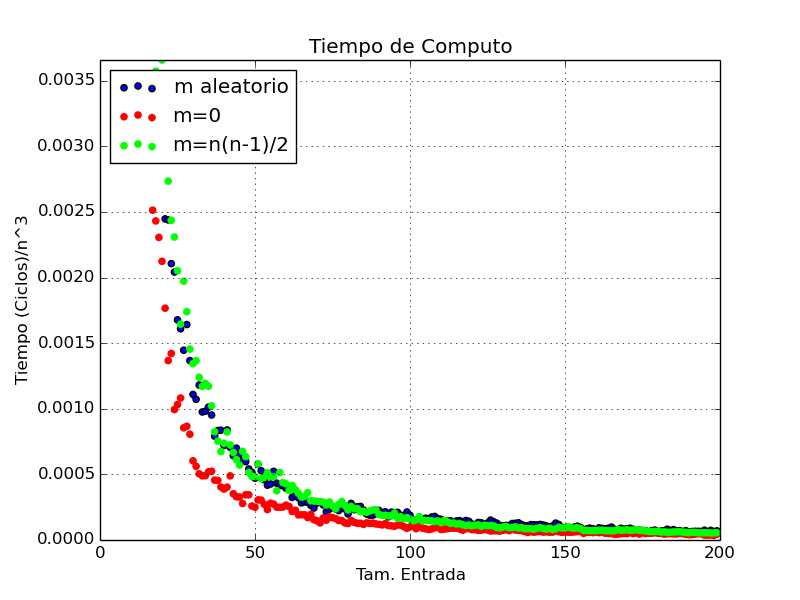 Tiempo de Computo
m aleatorio
m=0
m=n(n-1)/2
Tiempo (Ciclos)/n^3
0.0035
0.0030
0.0025
0.0020
0.0015
0.0010
0.0005
0.0000
0 50 100 150 200
Tam. Entrada